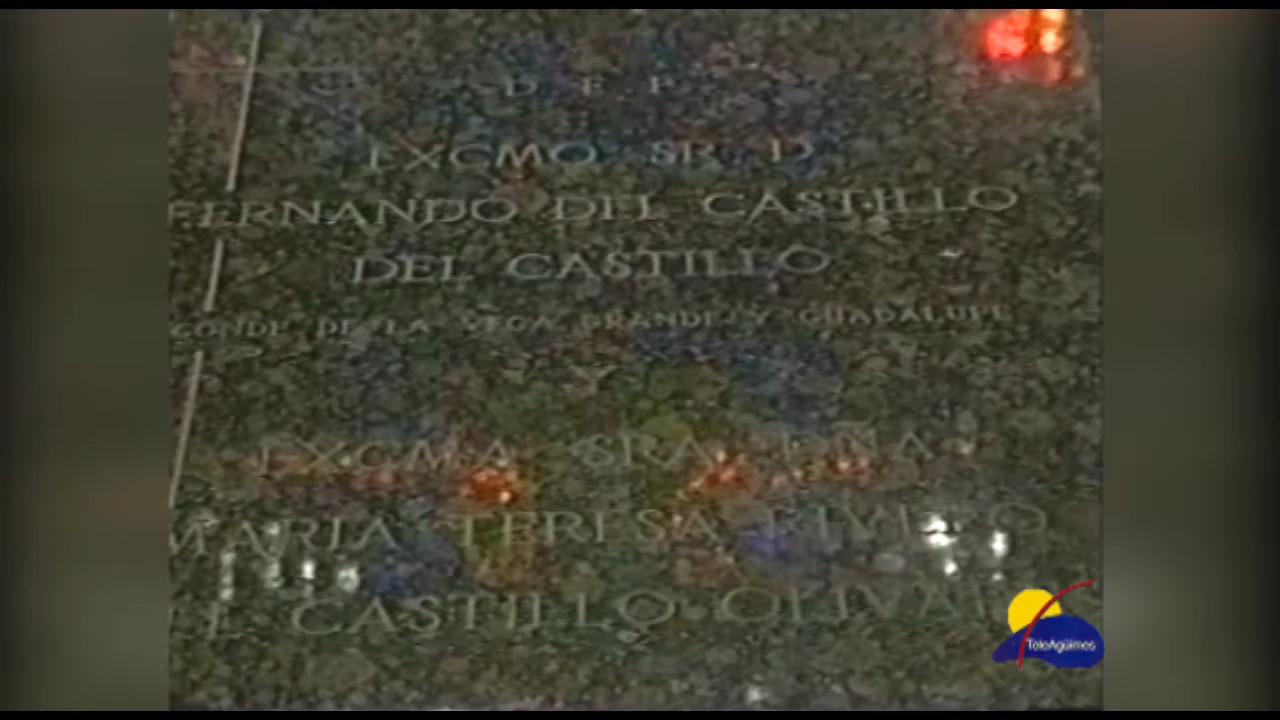 D E P
EXCMO SR D
FERNANDO DEL CASTILLO
DEL CASTILLO
CONDE DE LA VEGA GRANDE Y GUADALUPE
Y
EXCMA SRA DÑA
MARIA TERESA
CASTILLO OLIVARES
TeleAgüimes